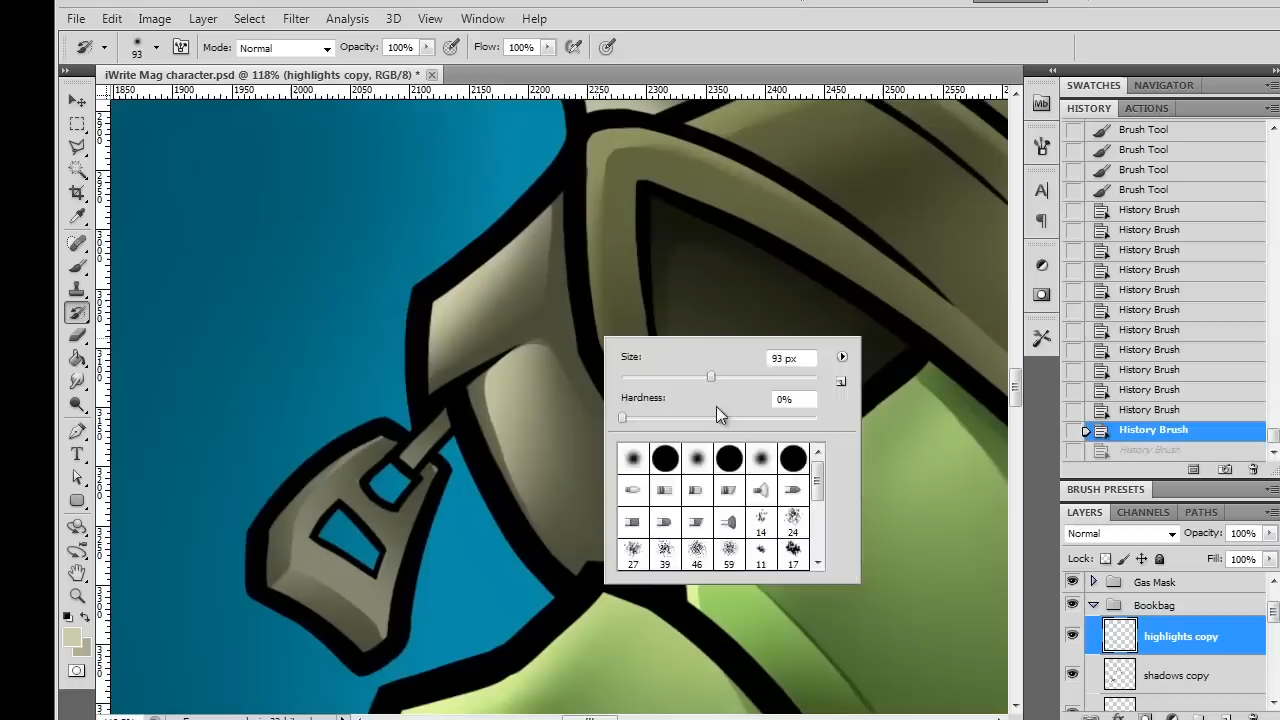 File Edit Image Layer Select Filter Analysis 3D View Window Help
93 Mode: Normal Opacity: 100% Flow: 100%
iWrite Mag character.psd @ 118% (highlights copy, RGB/8) *
1850 1900 1950 2000 2050 2100 2150 2200 2250 2300 2350 2400 2450 2500 2550
SWATCHES NAVIGATOR
HISTORY ACTIONS
Brush Tool
Brush Tool
Brush Tool
Brush Tool
History Brush
History Brush
History Brush
History Brush
History Brush
History Brush
History Brush
History Brush
History Brush
History Brush
History Brush
History Brush
History Brush
Size: 93 px
Hardness: 0%
14 24
27 39 46 59 11 17
BRUSH PRESETS
LAYERS CHANNELS PATHS
Normal Opacity: 100%
Lock: Fill: 100%
Gas Mask
Bookbag
highlights copy
shadows copy